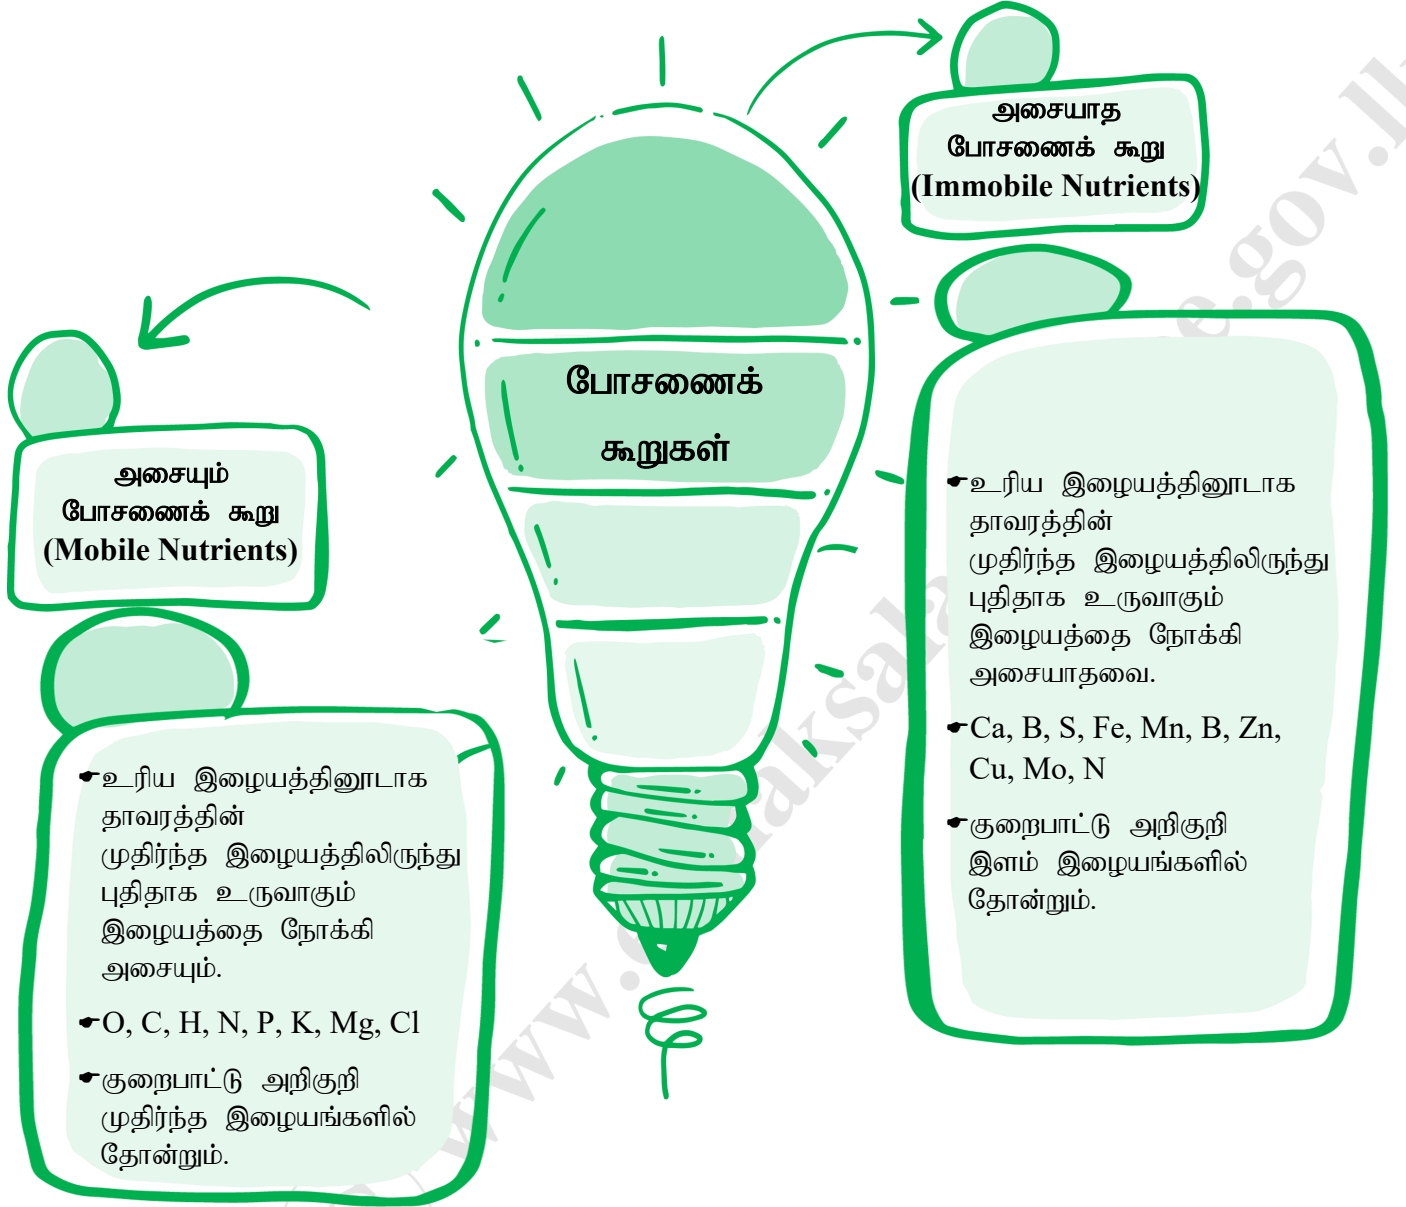 அசையாத
போசணைக் கூறு
(Immobile Nutrients)
போசணைக்
கூறுகள்
அசையும்
போசணைக் கூறு
(Mobile Nutrients)
☛உரிய இழையத்தினூடாக
தாவரத்தின்
முதிர்ந்த இழையத்திலிருந்து
புதிதாக உருவாகும்
இழையத்தை நோக்கி
அசையாதவை.
☛Ca, B, S, Fe, Mn, B, Zn,
Cu, Mo, N
☛குறைபாட்டு அறிகுறி
இளம் இழையங்களில்
தோன்றும்.
☛உரிய இழையத்தினூடாக
தாவரத்தின்
முதிர்ந்த இழையத்திலிருந்து
புதிதாக உருவாகும்
இழையத்தை நோக்கி
அசையும்.
☛O, C, H, N, P, K, Mg, Cl
☛குறைபாட்டு அறிகுறி
முதிர்ந்த இழையங்களில்
தோன்றும்.